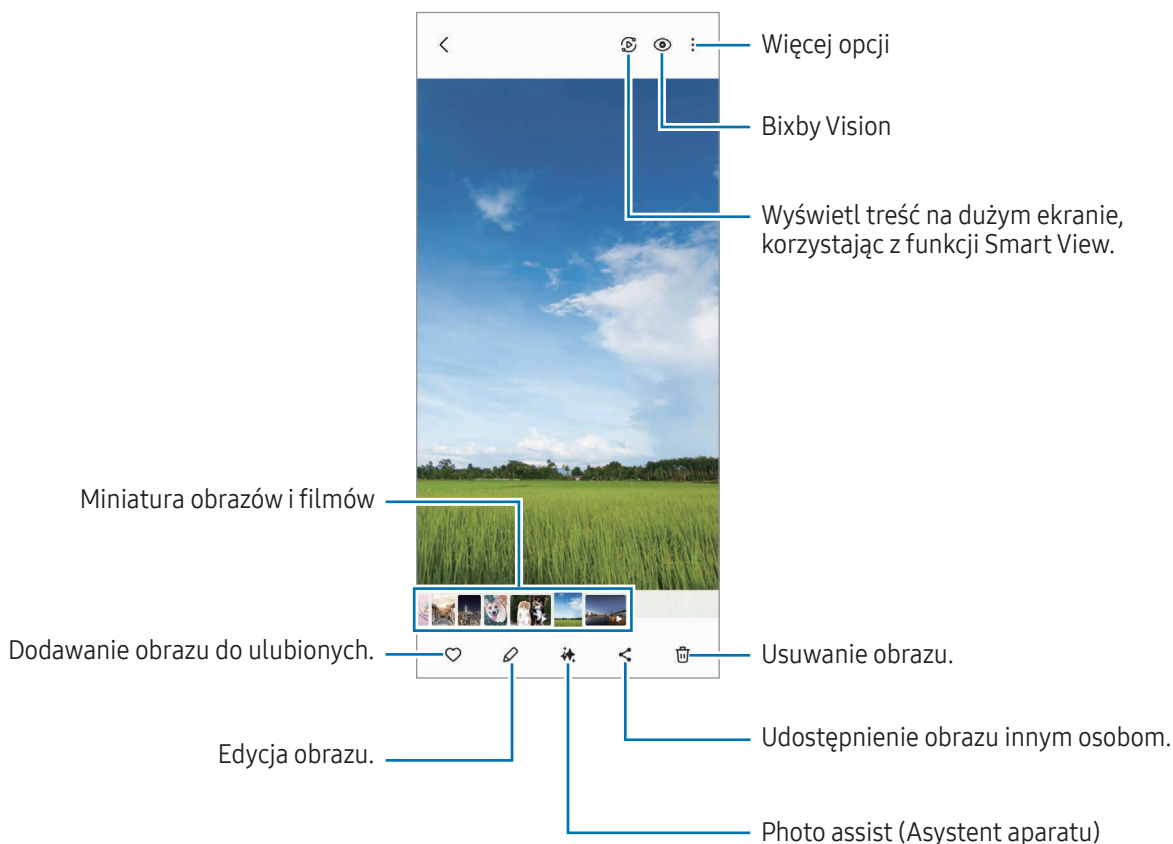 Więcej opcji
Bixby Vision
Wyświetl treść na dużym ekranie,
korzystając z funkcji Smart View.
Miniatura obrazów i filmów
Dodawanie obrazu do ulubionych.
Usuwanie obrazu.
Edycja obrazu.
Udostępnienie obrazu innym osobom.
Photo assist (Asystent aparatu)